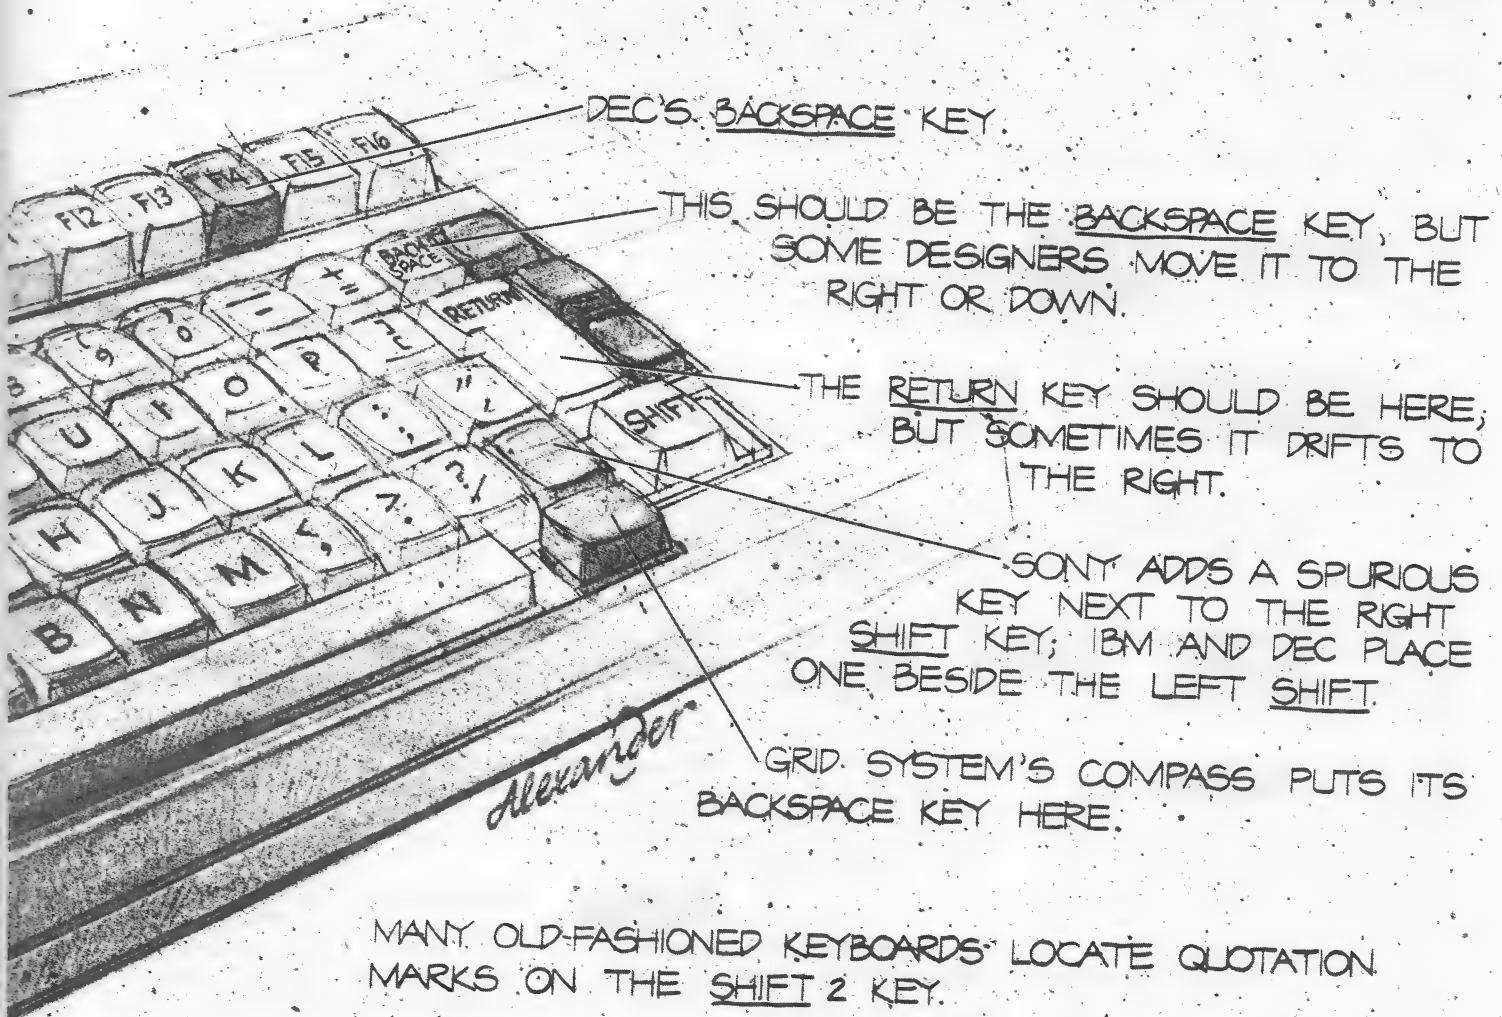 DEC'S BACKSPACE KEY.
THIS SHOULD BE THE BACKSPACE KEY, BUT
SOME DESIGNERS MOVE IT TO THE
RIGHT OR DOWN.
THE RETURN KEY SHOULD BE HERE,
BUT SOMETIMES IT DRIFTS TO
THE RIGHT.
SONY ADDS A SPURIOUS
KEY NEXT TO THE RIGHT
SHIFT KEY; IBM AND DEC PLACE
ONE BESIDE THE LEFT SHIFT.
GRID SYSTEM'S COMPASS PUTS ITS
BACKSPACE KEY HERE.
MANY OLD-FASHIONED KEYBOARDS LOCATE QUOTATION
MARKS ON THE SHIFT 2 KEY.
F12 F13 F14 F15 F16
8 ( 9 ) 0 — + = BACK SPACE
U I O P ] [ RETURN
H J K L : ; " ' SHIFT
B N M < , > . ? /
Alexander